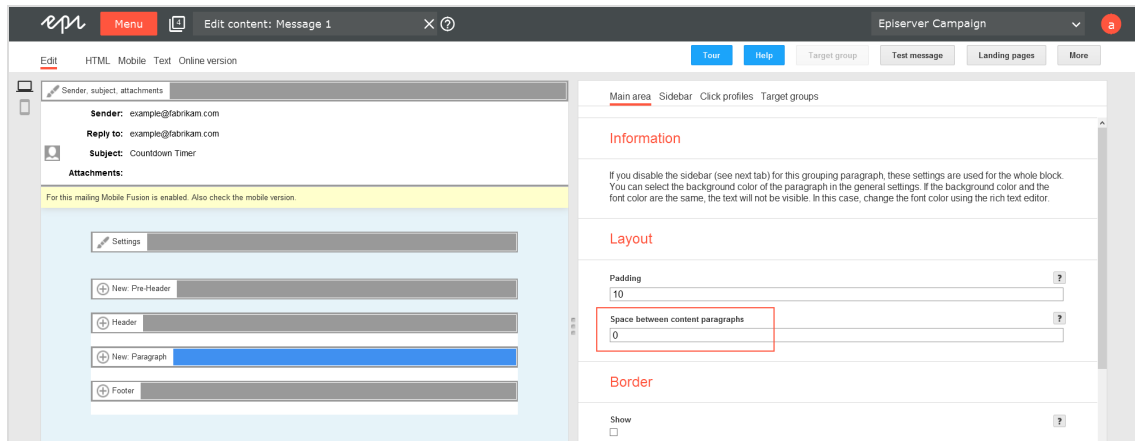 epi Menu 4 Edit content: Message 1 Episerver Campaign a
Edit HTML Mobile Text Online version Tour Help Target group Test message Landing pages More
Sender, subject, attachments
Sender: example@fabrikam.com
Reply to: example@fabrikam.com
Subject: Countdown Timer
Attachments:
For this mailing Mobile Fusion is enabled. Also check the mobile version.
Settings
New: Pre-Header
Header
New: Paragraph
Footer
Main area Sidebar Click profiles Target groups
Information
If you disable the sidebar (see next tab) for this grouping paragraph, these settings are used for the whole block.
You can select the background color of the paragraph in the general settings. If the background color and the
font color are the same, the text will not be visible. In this case, change the font color using the rich text editor.
Layout
Padding ?
10
Space between content paragraphs ?
0
Border
Show ?